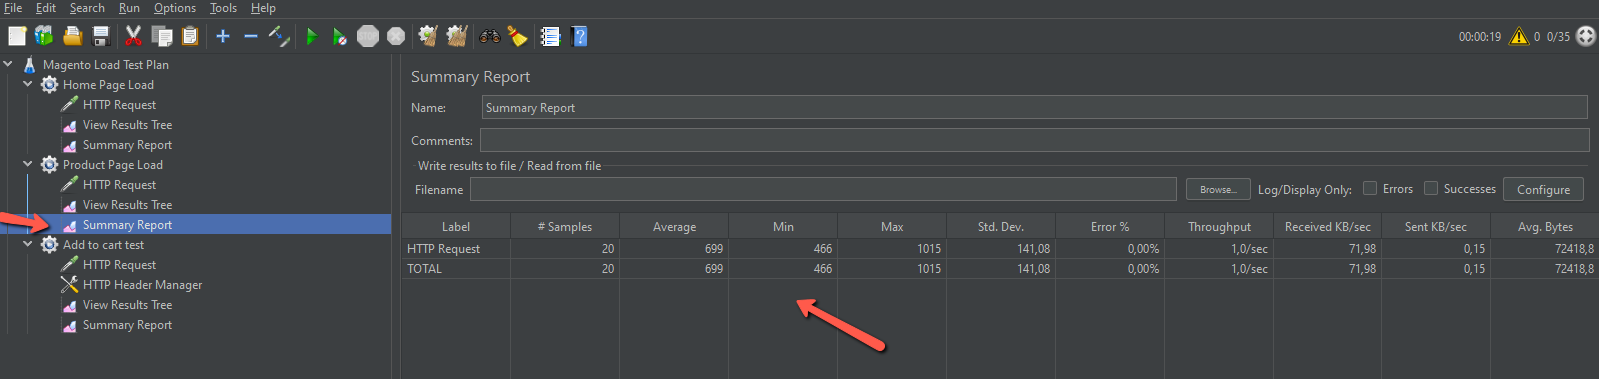 File Edit Search Run Options Tools Help
00:00:19 0 0/35
Magento Load Test Plan
Home Page Load
HTTP Request
View Results Tree
Summary Report
Product Page Load
HTTP Request
View Results Tree
Summary Report
Add to cart test
HTTP Request
HTTP Header Manager
View Results Tree
Summary Report
Summary Report
Name: Summary Report
Comments:
Write results to file / Read from file
Filename Browse... Log/Display Only: Errors Successes Configure
Label # Samples Average Min Max Std. Dev. Error % Throughput Received KB/sec Sent KB/sec Avg. Bytes
HTTP Request 20 699 466 1015 141,08 0,00% 1,0/sec 71,98 0,15 72418,8
TOTAL 20 699 466 1015 141,08 0,00% 1,0/sec 71,98 0,15 72418,8